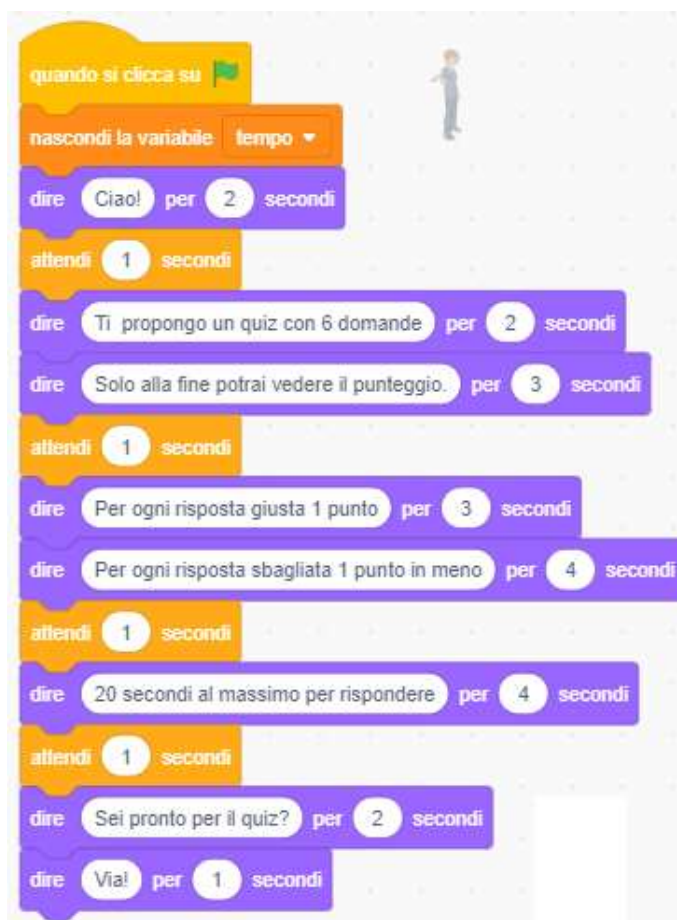 quando si clicca su
nascondi la variabile tempo
dire Ciao! per 2 secondi
attendi 1 secondi
dire Ti propongo un quiz con 6 domande per 2 secondi
dire Solo alla fine potrai vedere il punteggio. per 3 secondi
attendi 1 secondi
dire Per ogni risposta giusta 1 punto per 3 secondi
dire Per ogni risposta sbagliata 1 punto in meno per 4 secondi
attendi 1 secondi
dire 20 secondi al massimo per rispondere per 4 secondi
attendi 1 secondi
dire Sei pronto per il quiz? per 2 secondi
dire Via! per 1 secondi